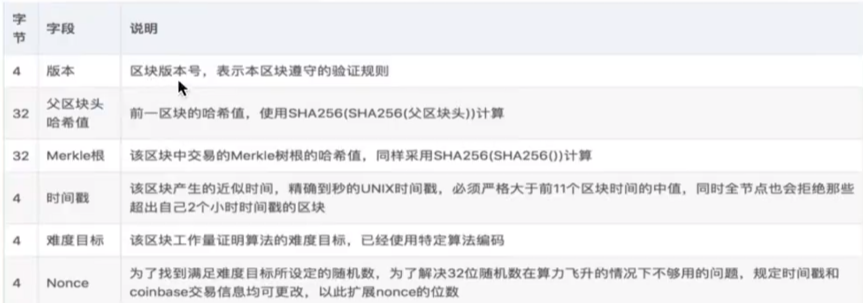 字节 字段 说明
4 版本 区块版本号，表示本区块遵守的验证规则
32 父区块头哈希值 前一区块的哈希值，使用SHA256(SHA256(父区块头))计算
32 Merkle根 该区块中交易的Merkle树根的哈希值，同样采用SHA256(SHA256())计算
4 时间戳 该区块产生的近似时间，精确到秒的UNIX时间戳，必须严格大于前11个区块时间的中值，同时全节点也会拒绝那些
超出自己2个小时时间戳的区块
4 难度目标 该区块工作量证明算法的难度目标，已经使用特定算法编码
4 Nonce 为了找到满足难度目标所设定的随机数，为了解决32位随机数在算力飞升的情况下不够用的问题，规定时间戳和
coinbase交易信息均可更改，以此扩展nonce的位数